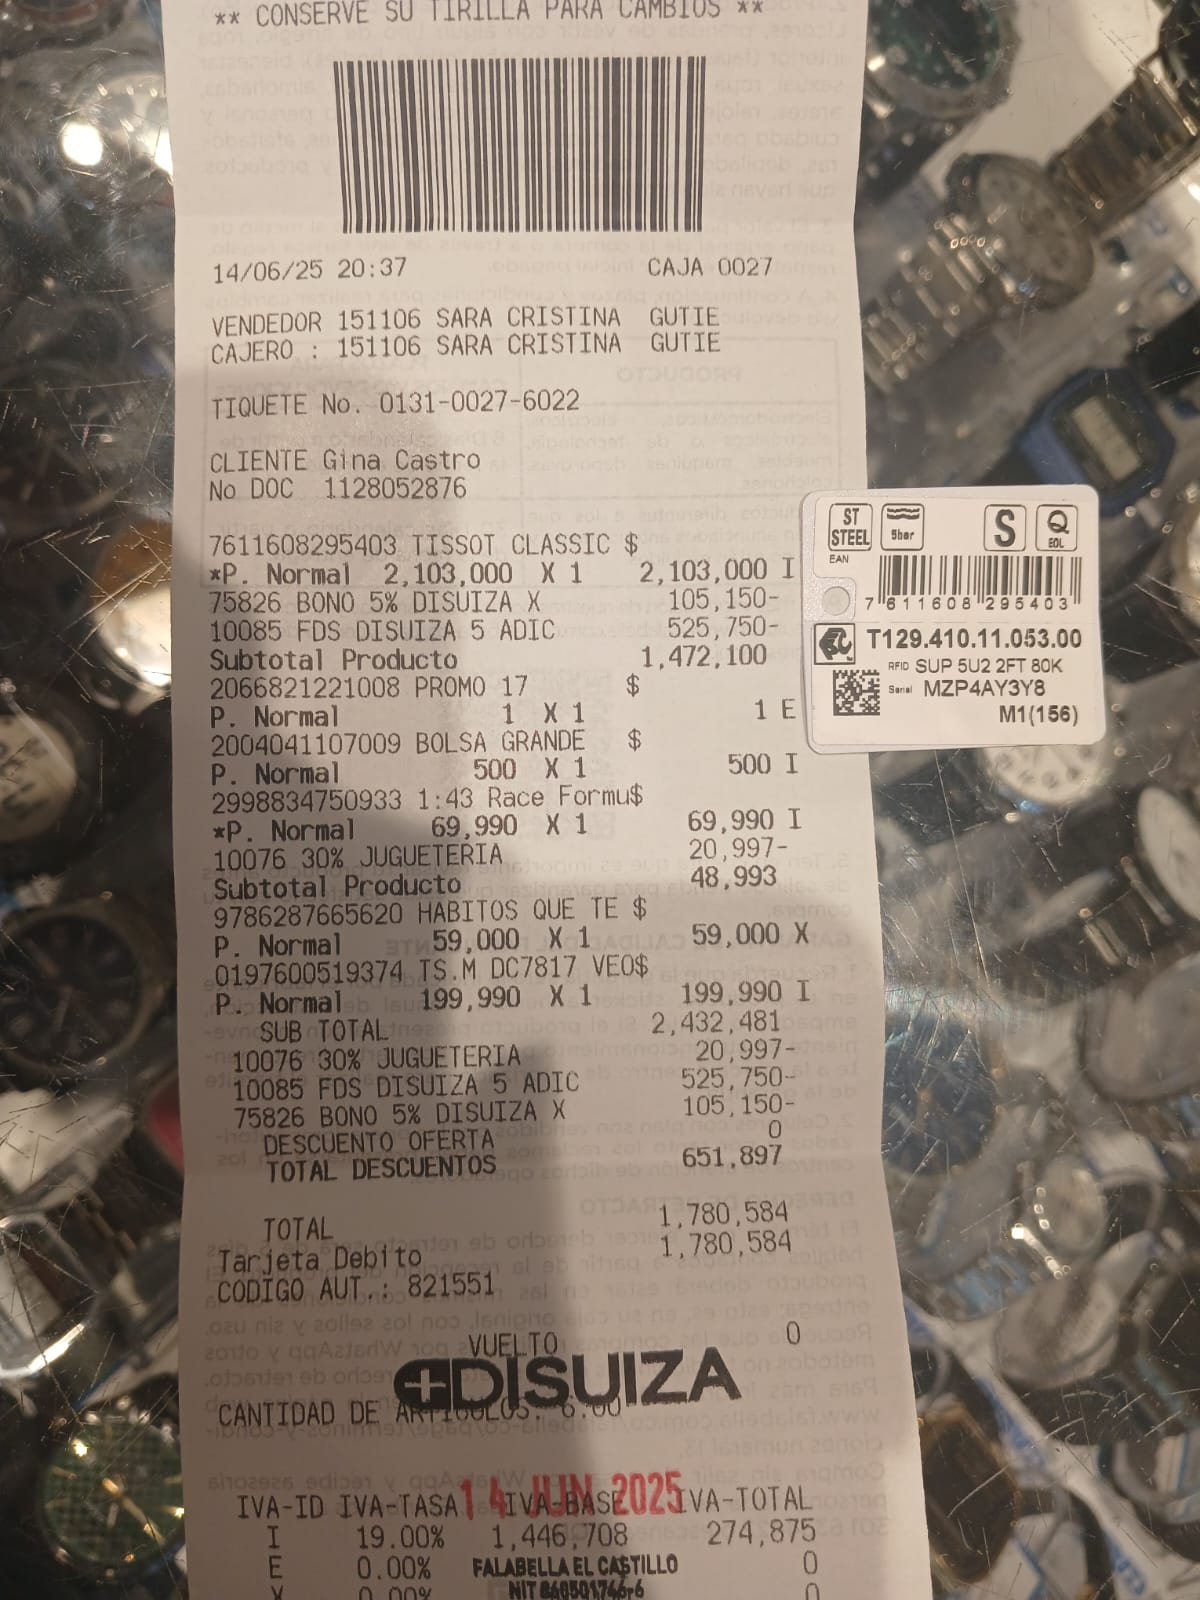 ** CONSERVE SU TIRILLA PARA CAMBIOS **
14/06/25 20:37 CAJA 0027
VENDEDOR 151106 SARA CRISTINA GUTIE
CAJERO : 151106 SARA CRISTINA GUTIE
TIQUETE No. 0131-0027-6022
CLIENTE Gina Castro
No DOC 1128052876
7611608295403 TISSOT CLASSIC $
*P. Normal 2,103,000 X 1 2,103,000 I
75826 BONO 5% DISUIZA X 105,150-
10085 FDS DISUIZA 5 ADIC 525,750-
Subtotal Producto 1,472,100
2066821221008 PROMO 17 $
P. Normal 1 X 1 1 E
2004041107009 BOLSA GRANDE $
P. Normal 500 X 1 500 I
2998834750933 1:43 Race Formu$
*P. Normal 69,990 X 1 69,990 I
10076 30% JUGUETERIA 20,997-
Subtotal Producto 48,993
9786287665620 HABITOS QUE TE $
P. Normal 59,000 X 1 59,000 X
0197600519374 TS.M DC7817 VEO$
P. Normal 199,990 X 1 199,990 I
SUB TOTAL 2,432,481
10076 30% JUGUETERIA 20,997-
10085 FDS DISUIZA 5 ADIC 525,750-
75826 BONO 5% DISUIZA X 105,150-
DESCUENTO OFERTA 0
TOTAL DESCUENTOS 651,897
TOTAL 1,780,584
Tarjeta Debito 1,780,584
CODIGO AUT.: 821551
VUELTO 0
DISUIZA
CANTIDAD DE ARTICULOS: 6.00
14 JUN 2025
IVA-ID IVA-TASA IVA-BASE IVA-TOTAL
I 19.00% 1,446,708 274,875
E 0.00% 0
FALABELLA EL CASTILLO
X 0.00% 0
NIT
ST STEEL
5bar
S
Q
EOL
EAN
7 611608 295403
T129.410.11.053.00
RFID SUP 5U2 2FT 80K
Serial MZP4AY3Y8
M1(156)